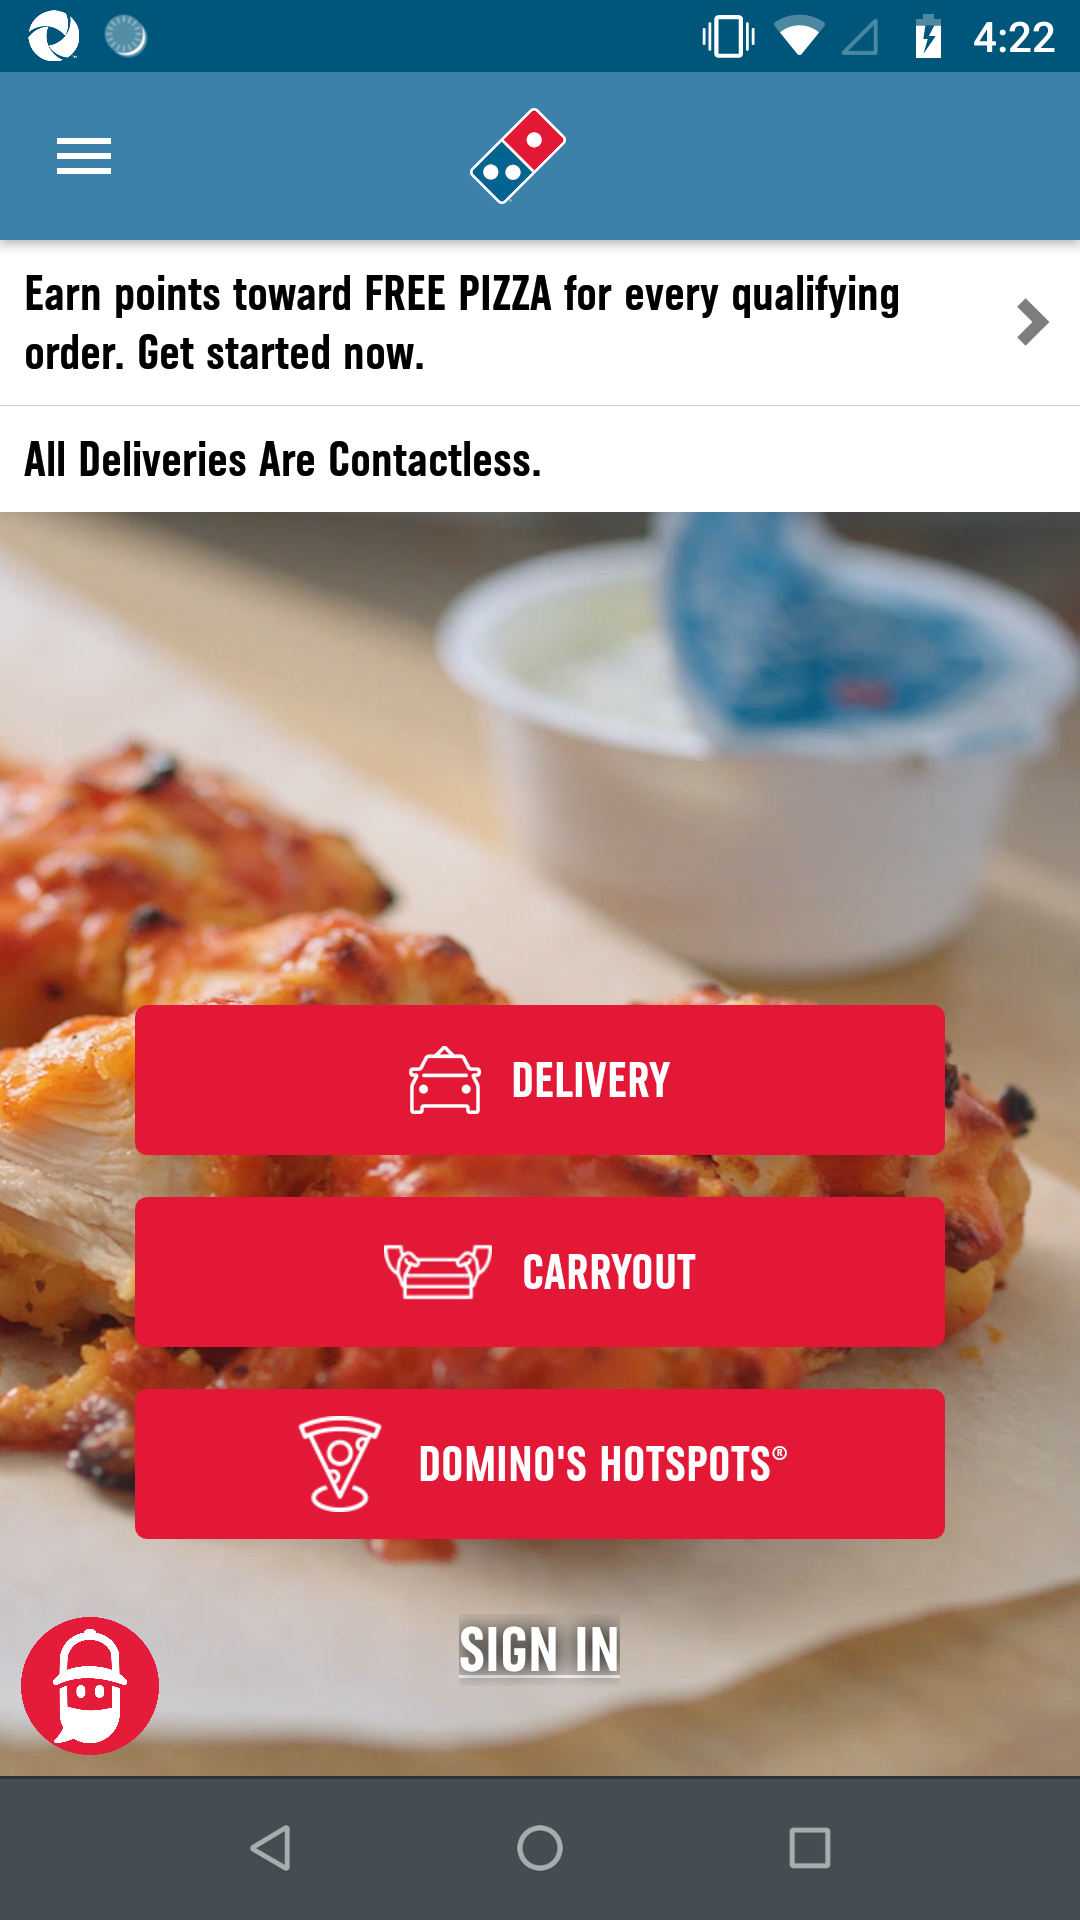 4:22
Earn points toward FREE PIZZA for every qualifying
order. Get started now.
All Deliveries Are Contactless.
DELIVERY
CARRYOUT
DOMINO'S HOTSPOTS®
SIGN IN